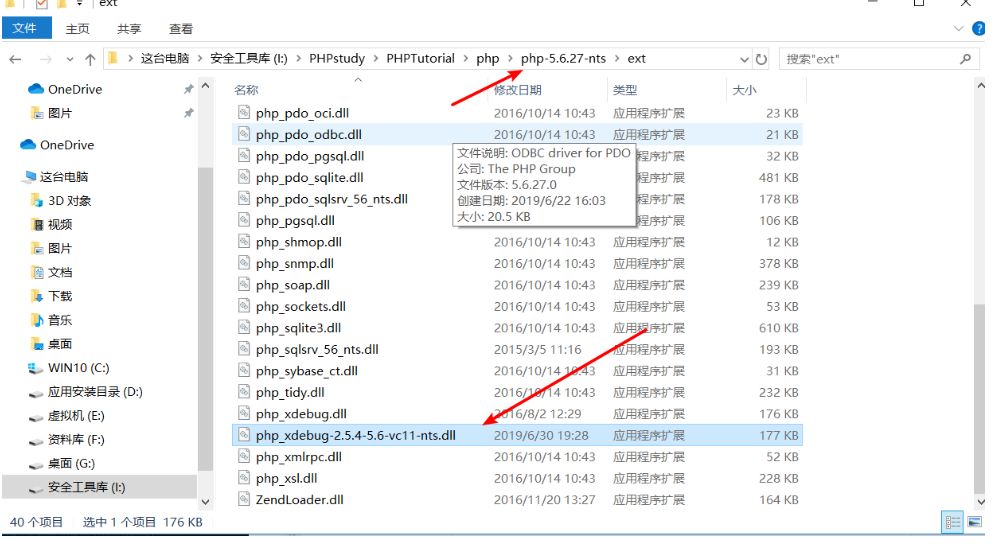 ext
文件 主页 共享 查看
这台电脑 > 安全工具库 (I:) > PHPstudy > PHPTutorial > php > php-5.6.27-nts > ext 搜索"ext"
名称 修改日期 类型 大小
OneDrive
图片
OneDrive
这台电脑
3D 对象
视频
图片
文档
下载
音乐
桌面
WIN10 (C:)
应用安装目录 (D:)
虚拟机 (E:)
资料库 (F:)
桌面 (G:)
安全工具库 (I:)
php_pdo_oci.dll 2016/10/14 10:43 应用程序扩展 23 KB
php_pdo_odbc.dll 2016/10/14 10:43 应用程序扩展 21 KB
php_pdo_pgsql.dll 程序扩展 32 KB
php_pdo_sqlite.dll 程序扩展 481 KB
php_pdo_sqlsrv_56_nts.dll 程序扩展 178 KB
php_pgsql.dll 程序扩展 106 KB
文件说明: ODBC driver for PDO
公司: The PHP Group
文件版本: 5.6.27.0
创建日期: 2019/6/22 16:03
大小: 20.5 KB
php_shmop.dll 2016/10/14 10:43 应用程序扩展 12 KB
php_snmp.dll 2016/10/14 10:43 应用程序扩展 378 KB
php_soap.dll 2016/10/14 10:43 应用程序扩展 239 KB
php_sockets.dll 2016/10/14 10:43 应用程序扩展 53 KB
php_sqlite3.dll 2016/10/14 10:43 应用程序扩展 610 KB
php_sqlsrv_56_nts.dll 2015/3/5 11:16 应用程序扩展 193 KB
php_sybase_ct.dll 2016/10/14 10:43 应用程序扩展 31 KB
php_tidy.dll 2016/10/14 10:43 应用程序扩展 232 KB
php_xdebug.dll 2016/8/2 12:29 应用程序扩展 176 KB
php_xdebug-2.5.4-5.6-vc11-nts.dll 2019/6/30 19:28 应用程序扩展 177 KB
php_xmlrpc.dll 2016/10/14 10:43 应用程序扩展 52 KB
php_xsl.dll 2016/10/14 10:43 应用程序扩展 228 KB
ZendLoader.dll 2016/11/20 13:27 应用程序扩展 164 KB
40 个项目 选中 1 个项目 176 KB